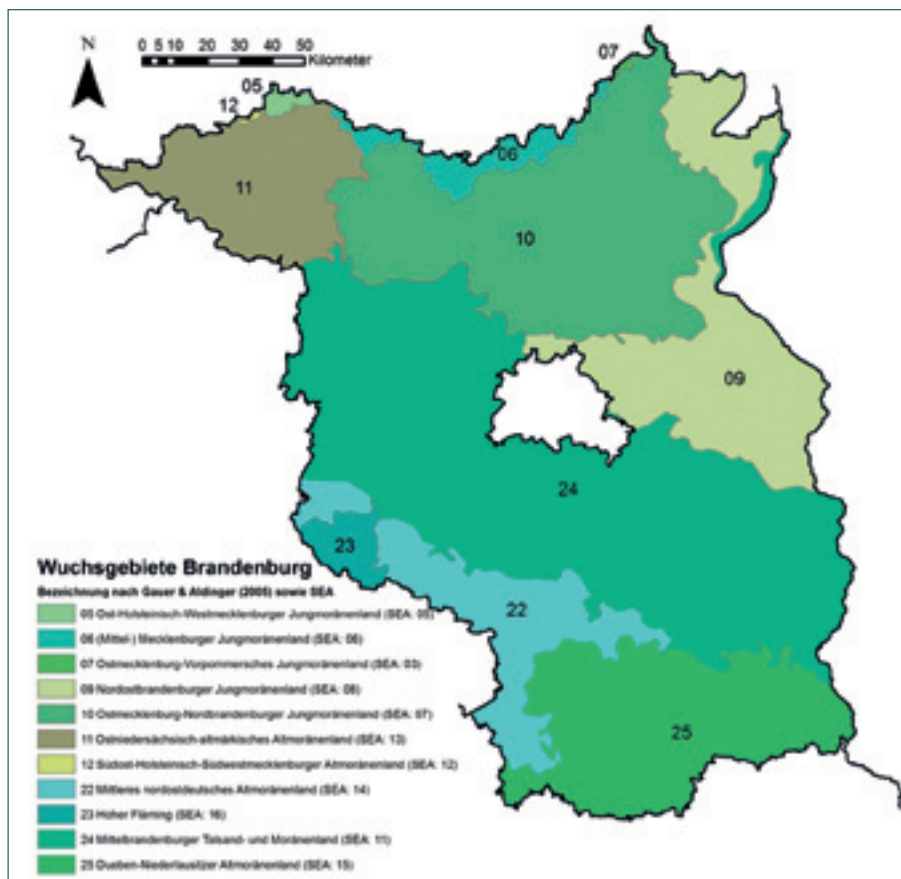 N
0 5 10 20 30 40 50
Kilometer
07
05
12
06
11
10
09
24
23
22
25
Wuchsgebiete Brandenburg
Bezeichnung nach Gauer & Aldinger (2005) sowie SEA
05 Ost-Holsteinisch-Westmecklenburger Jungmoränenland (SEA: 05)
06 (Mittel-) Mecklenburger Jungmoränenland (SEA: 06)
07 Ostmecklenburg-Vorpommersches Jungmoränenland (SEA: 03)
09 Nordostbrandenburger Jungmoränenland (SEA: 08)
10 Ostmecklenburg-Nordbrandenburger Jungmoränenland (SEA: 07)
11 Ostniedersächsisch-altmärkisches Altmoränenland (SEA: 13)
12 Südost-Holsteinisch-Südwestmecklenburger Altmoränenland (SEA: 12)
22 Mittleres nordostdeutsches Altmoränenland (SEA: 14)
23 Hoher Fläming (SEA: 16)
24 Mittelbrandenburger Talsand- und Moränenland (SEA: 11)
25 Dueben-Niederlausitzer Altmoränenland (SEA: 15)